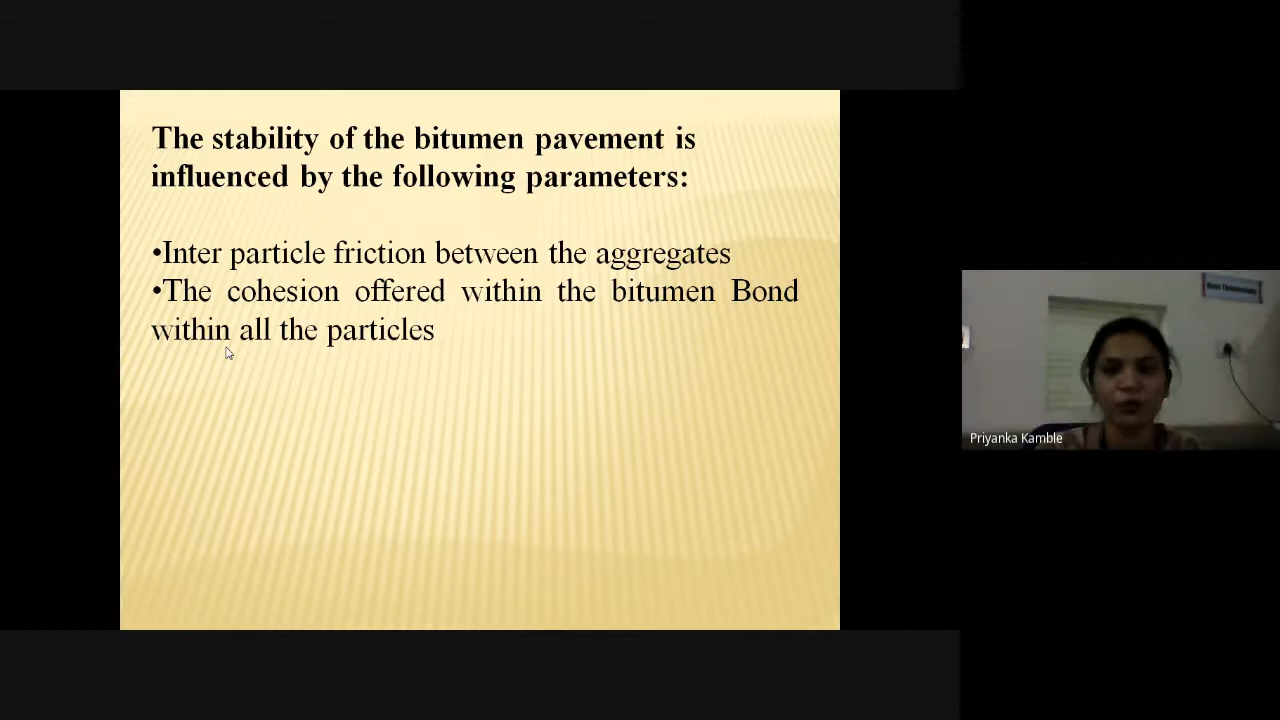 The stability of the bitumen pavement is
influenced by the following parameters:
•Inter particle friction between the aggregates
•The cohesion offered within the bitumen Bond
within all the particles
Priyanka Kamble